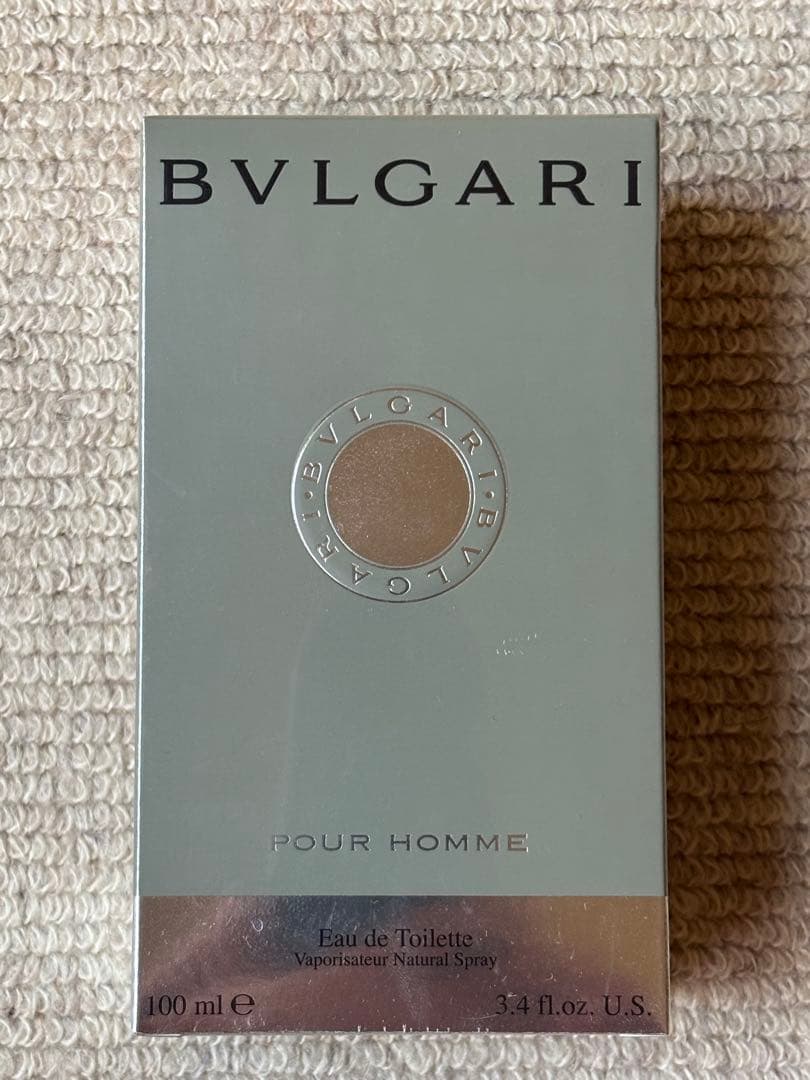 BVLGARI
BVLGARI • BVLGARI •
POUR HOMME
Eau de Toilette
Vaporisateur Natural Spray
100 ml ℮
3.4 fl.oz. U.S.